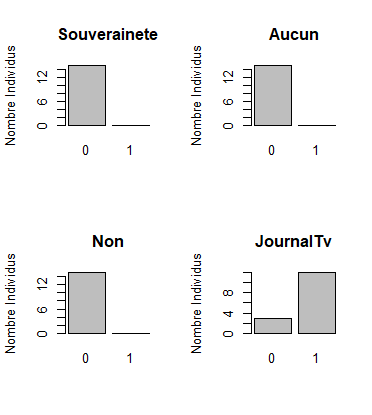 Souverainete
Nombre Individus
12
6
0
0 1
Aucun
Nombre Individus
12
6
0
0 1
Non
Nombre Individus
12
6
0
0 1
JournalTv
Nombre Individus
8
4
0
0 1